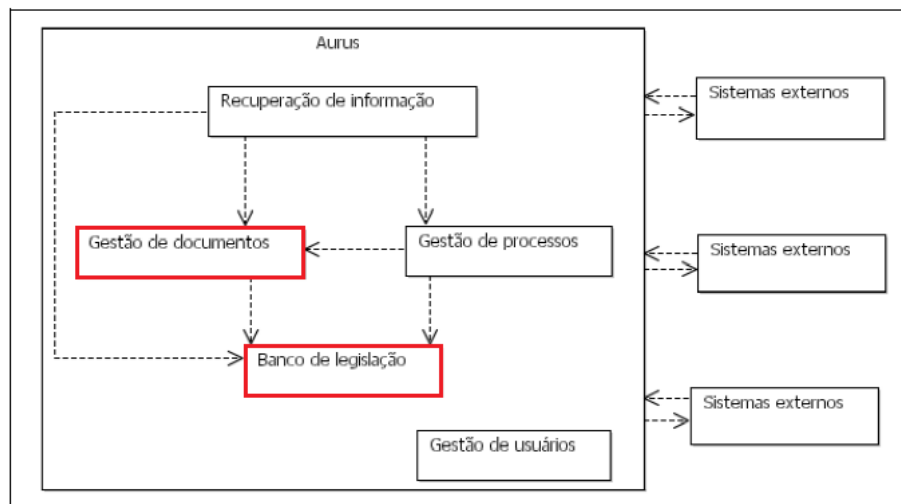 Aurus
Recuperação de informação
Sistemas externos
Gestão de documentos
Gestão de processos
Sistemas externos
Banco de legislação
Sistemas externos
Gestão de usuários